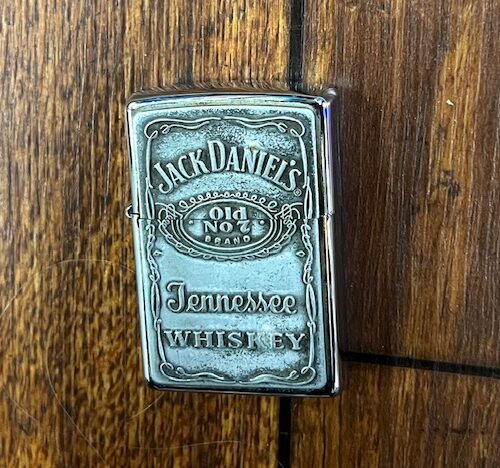 JACK DANIEL'S
®
Old
NO.7
BRAND
Tennessee
WHISKEY